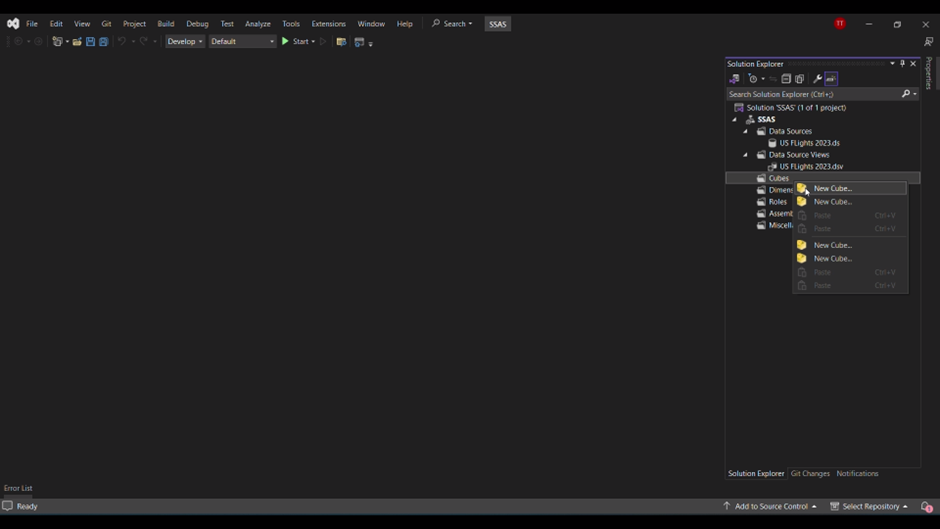 File Edit View Git Project Build Debug Test Analyze Tools Extensions Window Help Search SSAS TT
Develop Default Start
Solution Explorer
Properties
Search Solution Explorer (Ctrl+;)
Solution 'SSAS' (1 of 1 project)
SSAS
Data Sources
US FLights 2023.ds
Data Source Views
US FLights 2023.dsv
Cubes
Dimens
Roles
Assemb
Miscella
New Cube...
New Cube...
Paste Ctrl+V
Paste Ctrl+V
New Cube...
New Cube...
Paste Ctrl+V
Paste Ctrl+V
Solution Explorer Git Changes Notifications
Error List
Ready Add to Source Control Select Repository 1